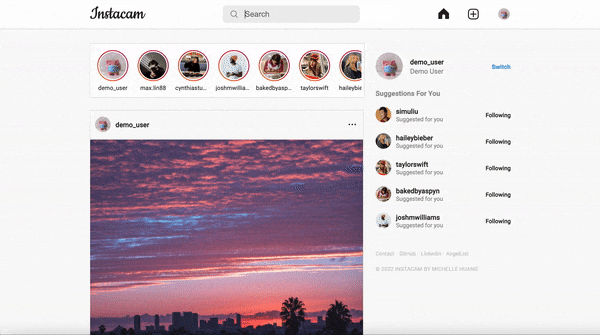 Instacam
Search
demo_user
max.lin88
cynthiastu...
joshmwillia...
bakedbyasp...
taylorswift
haileybie
demo_user
demo_user
Demo User
Switch
Suggestions For You
simuliu
Suggested for you
Following
haileybieber
Suggested for you
Following
taylorswift
Suggested for you
Following
bakedbyaspyn
Suggested for you
Following
joshmwilliams
Suggested for you
Following
Contact GitHub LinkedIn AngelList
© 2022 INSTACAM BY MICHELLE HUANG